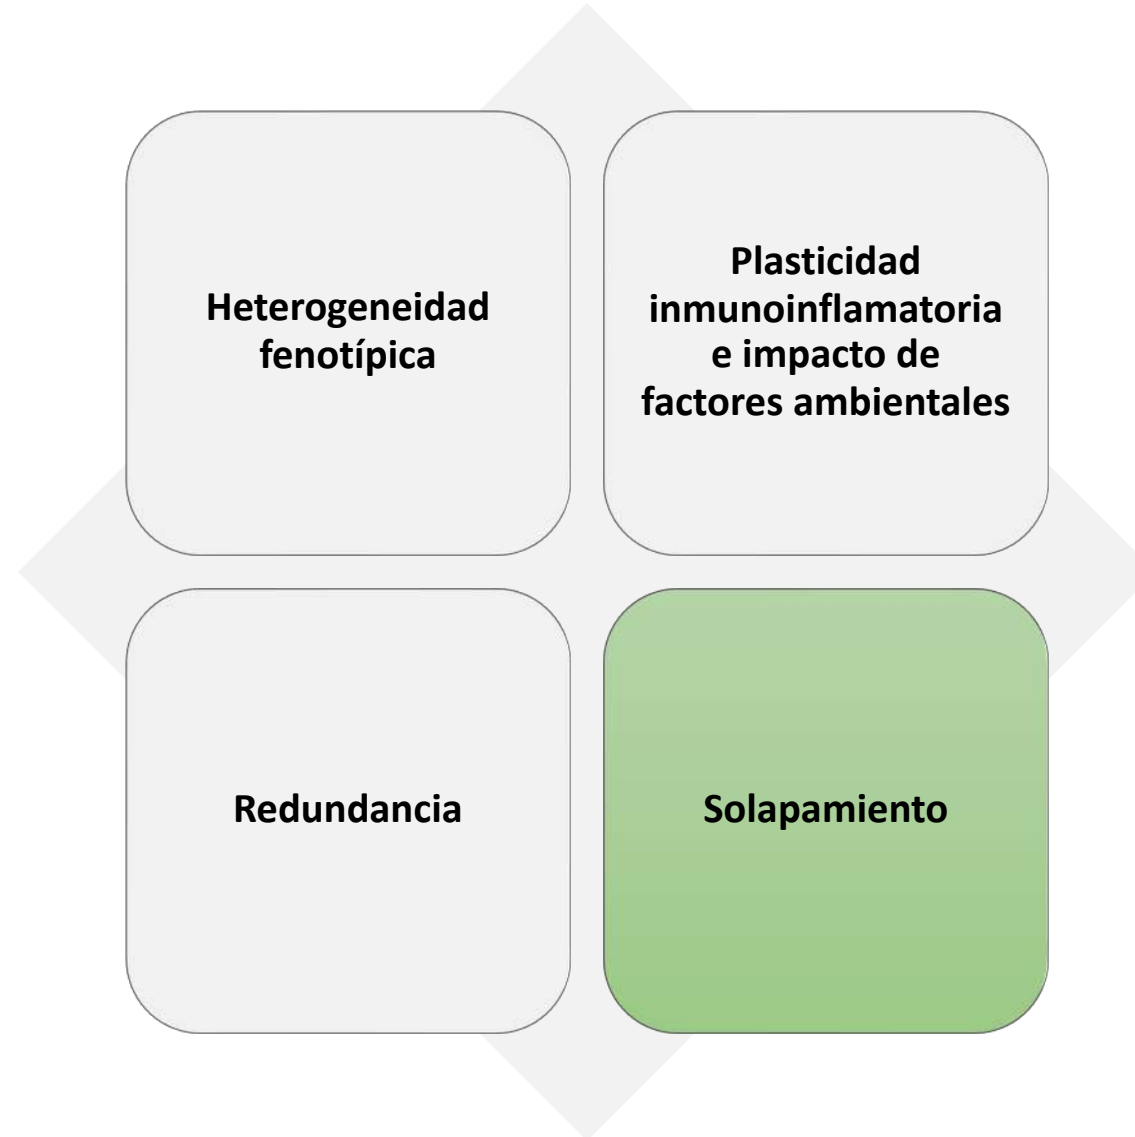 Heterogeneidad
fenotípica
Plasticidad
inmunoinflamatoria
e impacto de
factores ambientales
Redundancia
Solapamiento